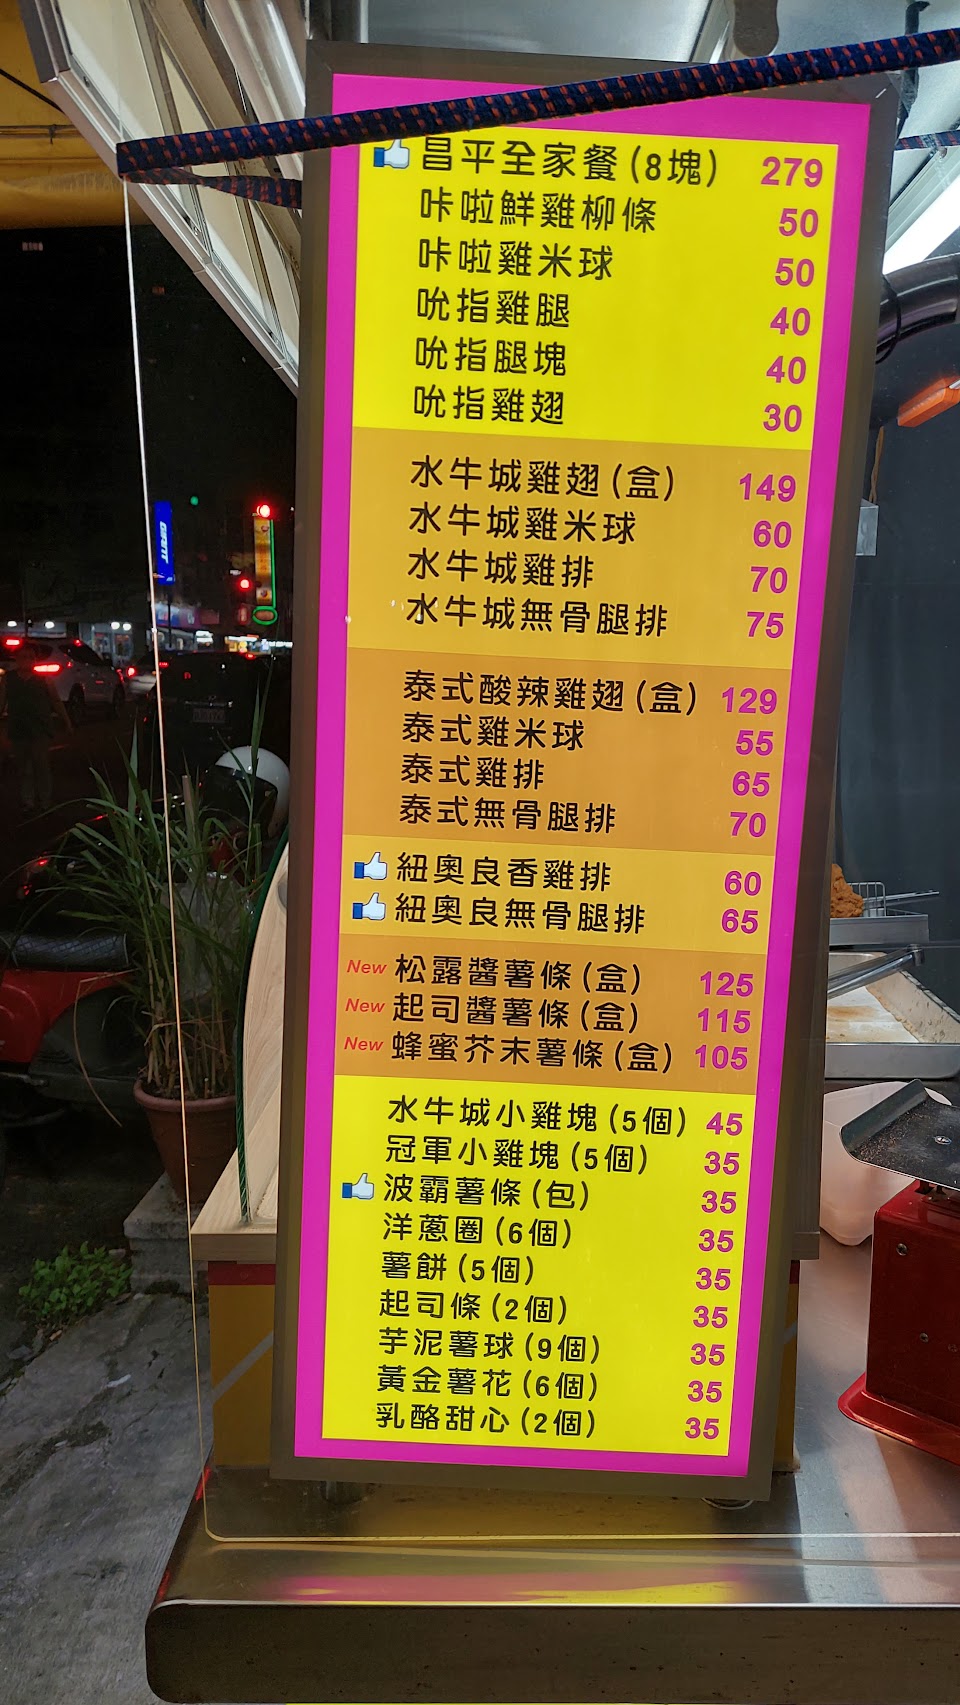 昌平全家餐(8塊) 279
咔啦鮮雞柳條 50
咔啦雞米球 50
吮指雞腿 40
吮指腿塊 40
吮指雞翅 30
水牛城雞翅(盒) 149
水牛城雞米球 60
水牛城雞排 70
水牛城無骨腿排 75
泰式酸辣雞翅(盒) 129
泰式雞米球 55
泰式雞排 65
泰式無骨腿排 70
紐奧良香雞排 60
紐奧良無骨腿排 65
New 松露醬薯條(盒) 125
New 起司醬薯條(盒) 115
New 蜂蜜芥末薯條(盒) 105
水牛城小雞塊(5個) 45
冠軍小雞塊(5個) 35
波霸薯條(包) 35
洋蔥圈(6個) 35
薯餅(5個) 35
起司條(2個) 35
芋泥薯球(9個) 35
黃金薯花(6個) 35
乳酪甜心(2個) 35
GIANT